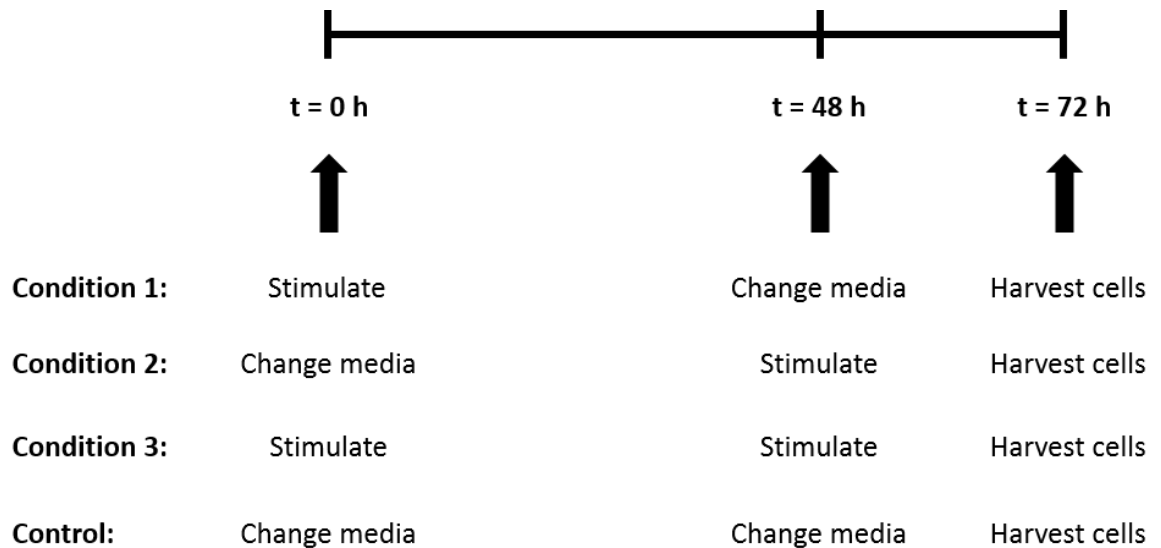 t = 0 h t = 48 h t = 72 h
Condition 1: Stimulate Change media Harvest cells
Condition 2: Change media Stimulate Harvest cells
Condition 3: Stimulate Stimulate Harvest cells
Control: Change media Change media Harvest cells